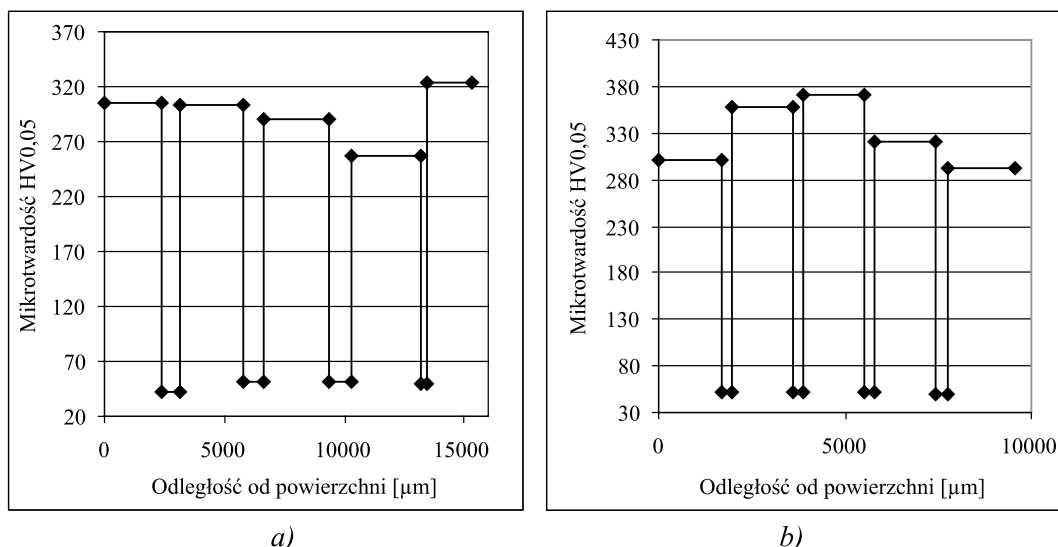 370
320
270
220
170
120
70
20
Mikrotwardość HV0,05
0 5000 10000 15000
Odległość od powierzchni [µm]
a)
430
380
330
280
230
180
130
80
30
Mikrotwardość HV0,05
0 5000 10000
Odległość od powierzchni [µm]
b)